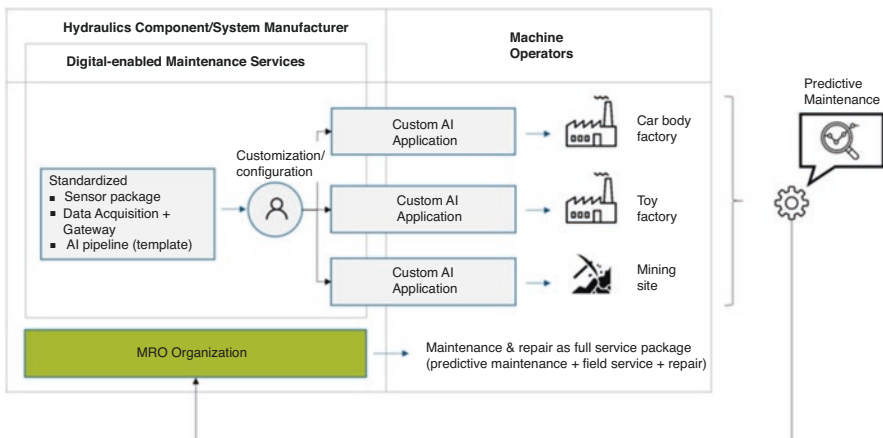 Hydraulics Component/System Manufacturer
Machine
Operators
Digital-enabled Maintenance Services
Predictive
Maintenance
Custom AI
Application
Car body
factory
Customization/
configuration
Standardized
▪ Sensor package
▪ Data Acquisition +
Gateway
▪ AI pipeline (template)
Custom AI
Application
Toy
factory
Custom AI
Application
Mining
site
MRO Organization
Maintenance & repair as full service package
(predictive maintenance + field service + repair)